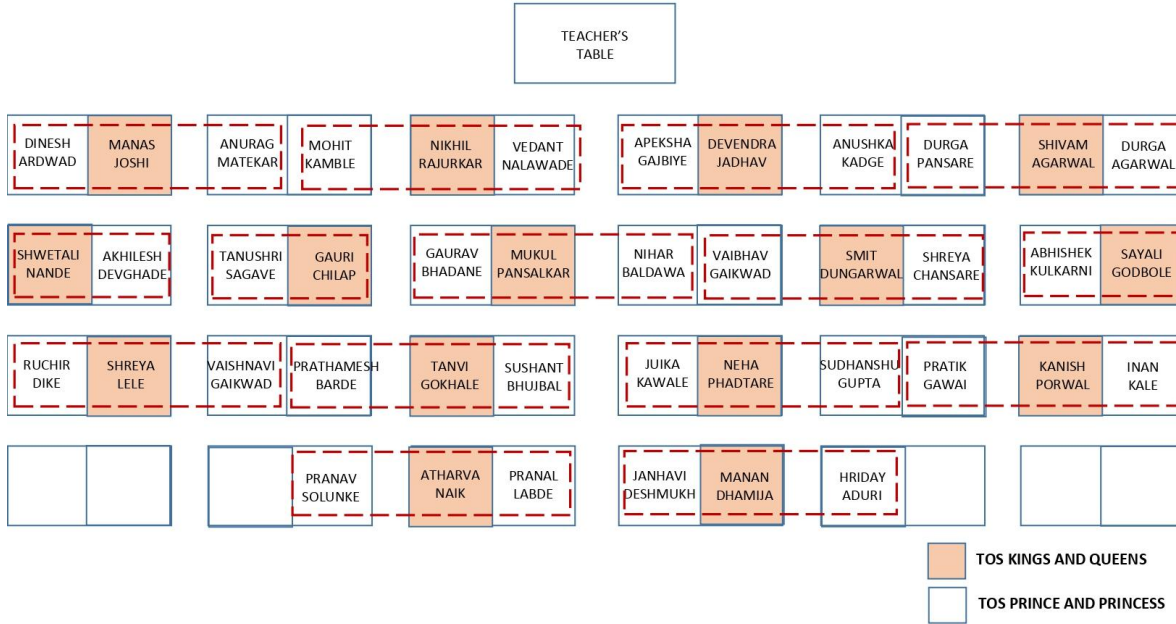 TEACHER'S
TABLE
DINESH
ARDWAD
MANAS
JOSHI
ANURAG
MATEKAR
MOHIT
KAMBLE
NIKHIL
RAJURKAR
VEDANT
NALAWADE
APEKSHA
GAJBIYE
DEVENDRA
JADHAV
ANUSHKA
KADGE
DURGA
PANSARE
SHIVAM
AGARWAL
DURGA
AGARWAL
SHWETALI
NANDE
AKHILESH
DEVGHADE
TANUSHRI
SAGAVE
GAURI
CHILAP
GAURAV
BHADANE
MUKUL
PANSALKAR
NIHAR
BALDAWA
VAIBHAV
GAIKWAD
SMIT
DUNGARWAL
SHREYA
CHANSARE
ABHISHEK
KULKARNI
SAYALI
GODBOLE
RUCHIR
DIKE
SHREYA
LELE
VAISHNAVI
GAIKWAD
PRATHAMESH
BARDE
TANVI
GOKHALE
SUSHANT
BHUJBAL
JUIKA
KAWALE
NEHA
PHADTARE
SUDHANSHU
GUPTA
PRATIK
GAWAI
KANISH
PORWAL
INAN
KALE
PRANAV
SOLUNKE
ATHARVA
NAIK
PRANAL
LABDE
JANHAVI
DESHMUKH
MANAN
DHAMIJA
HRIDAY
ADURI
TOS KINGS AND QUEENS
TOS PRINCE AND PRINCESS